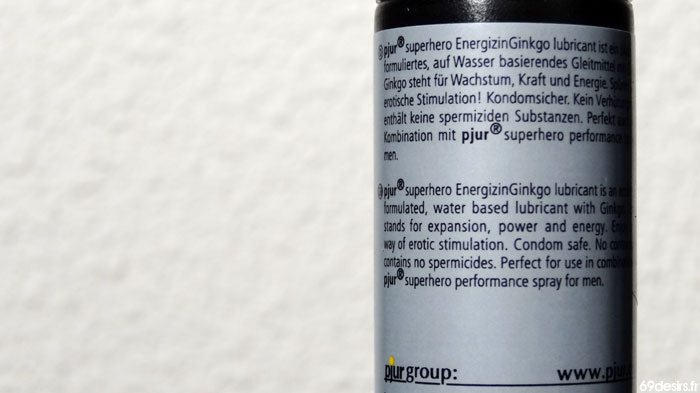 pjur® superhero EnergizinGinkgo lubricant ist ein
formuliertes, auf Wasser basierendes Gleitmittel
Ginkgo steht für Wachstum, Kraft und Energie.
erotische Stimulation! Kondomsicher. Kein
enthält keine spermiziden Substanzen. Perfekt
Kombination mit pjur® superhero performance
men.
pjur® superhero EnergizinGinkgo lubricant is an
formulated, water based lubricant with Ginkgo
stands for expansion, power and energy. Enjoy
way of erotic stimulation. Condom safe. No
contains no spermicides. Perfect for use in
pjur® superhero performance spray for men.
pjur group: www.pjur.
69desirs.fr